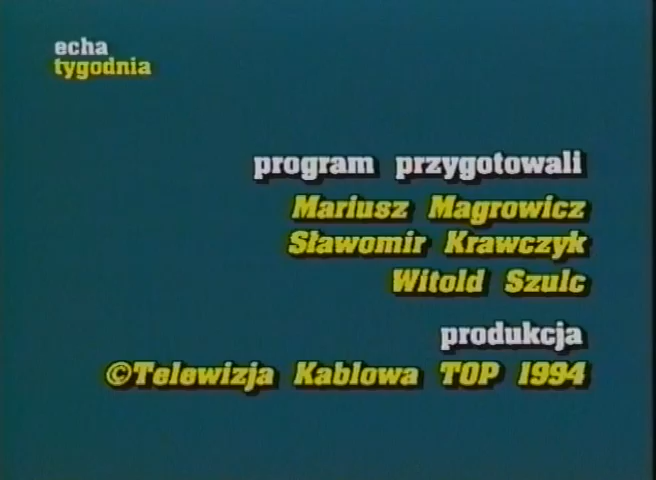 echa
tygodnia
program przygotowali
Mariusz Magrowicz
Sławomir Krawczyk
Witold Szulc
produkcja
©Telewizja Kablowa TOP 1994